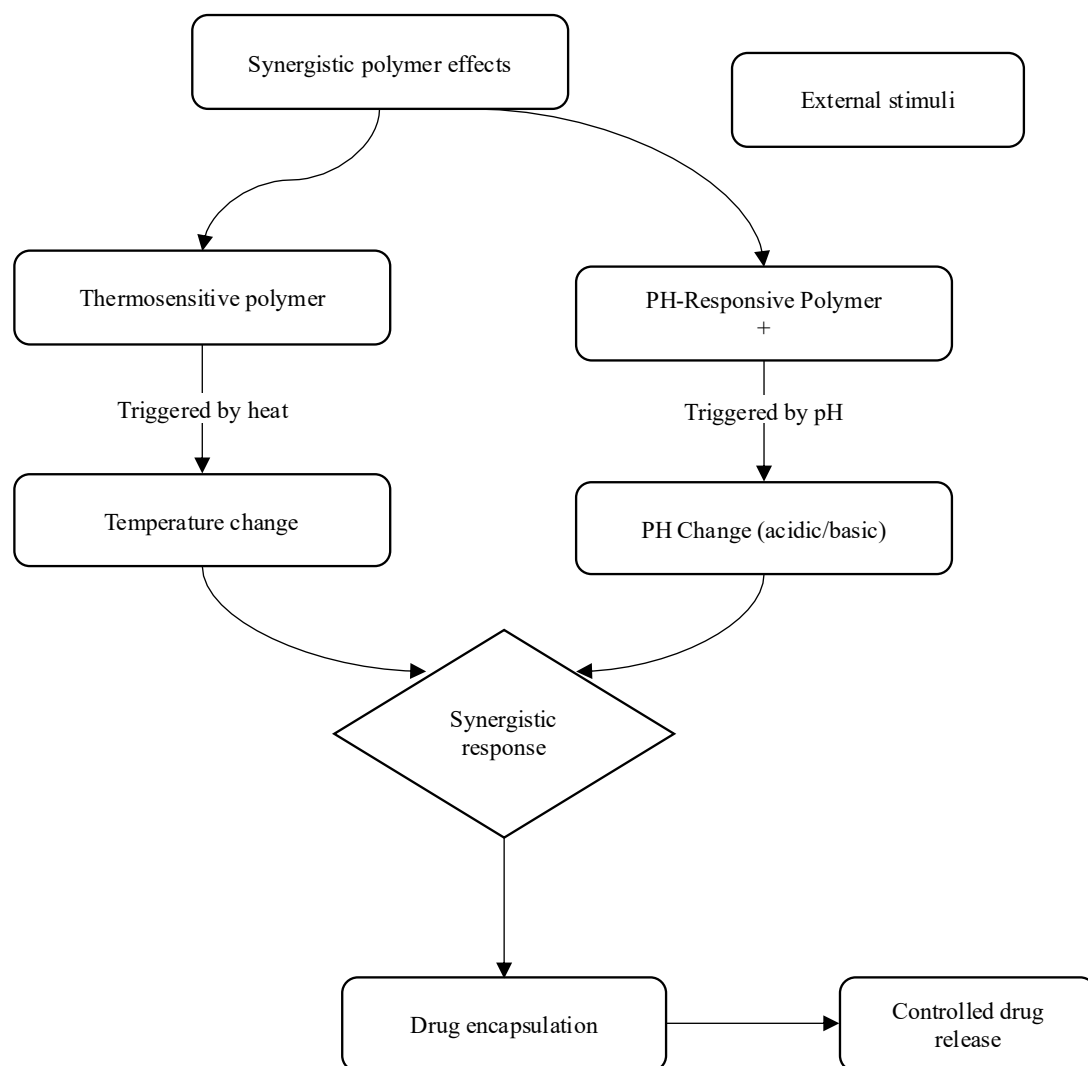 Synergistic polymer effects
External stimuli
Thermosensitive polymer
PH-Responsive Polymer
+
Triggered by heat
Triggered by pH
Temperature change
PH Change (acidic/basic)
Synergistic
response
Drug encapsulation
Controlled drug
release